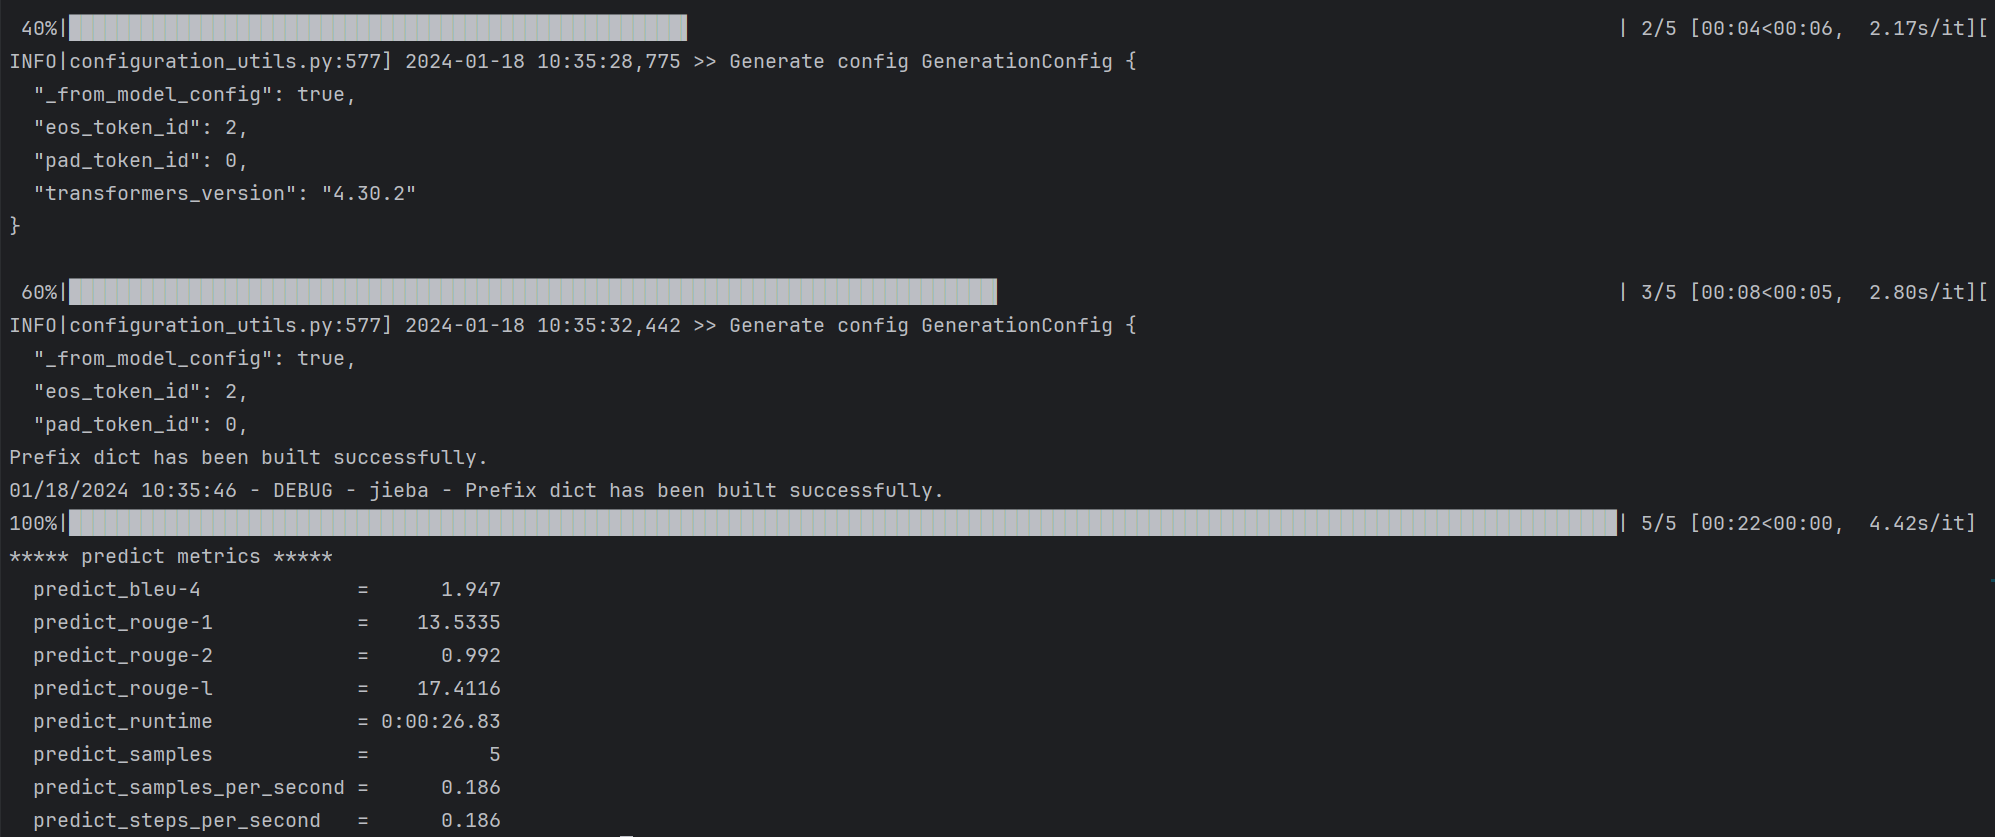 40%| | 2/5 [00:04<00:06, 2.17s/it][
INFO|configuration_utils.py:577] 2024-01-18 10:35:28,775 >> Generate config GenerationConfig {
  "_from_model_config": true,
  "eos_token_id": 2,
  "pad_token_id": 0,
  "transformers_version": "4.30.2"
}
60%| | 3/5 [00:08<00:05, 2.80s/it][
INFO|configuration_utils.py:577] 2024-01-18 10:35:32,442 >> Generate config GenerationConfig {
  "_from_model_config": true,
  "eos_token_id": 2,
  "pad_token_id": 0,
Prefix dict has been built successfully.
01/18/2024 10:35:46 - DEBUG - jieba - Prefix dict has been built successfully.
100%| | 5/5 [00:22<00:00, 4.42s/it]
***** predict metrics *****
  predict_bleu-4 = 1.947
  predict_rouge-1 = 13.5335
  predict_rouge-2 = 0.992
  predict_rouge-l = 17.4116
  predict_runtime = 0:00:26.83
  predict_samples = 5
  predict_samples_per_second = 0.186
  predict_steps_per_second = 0.186